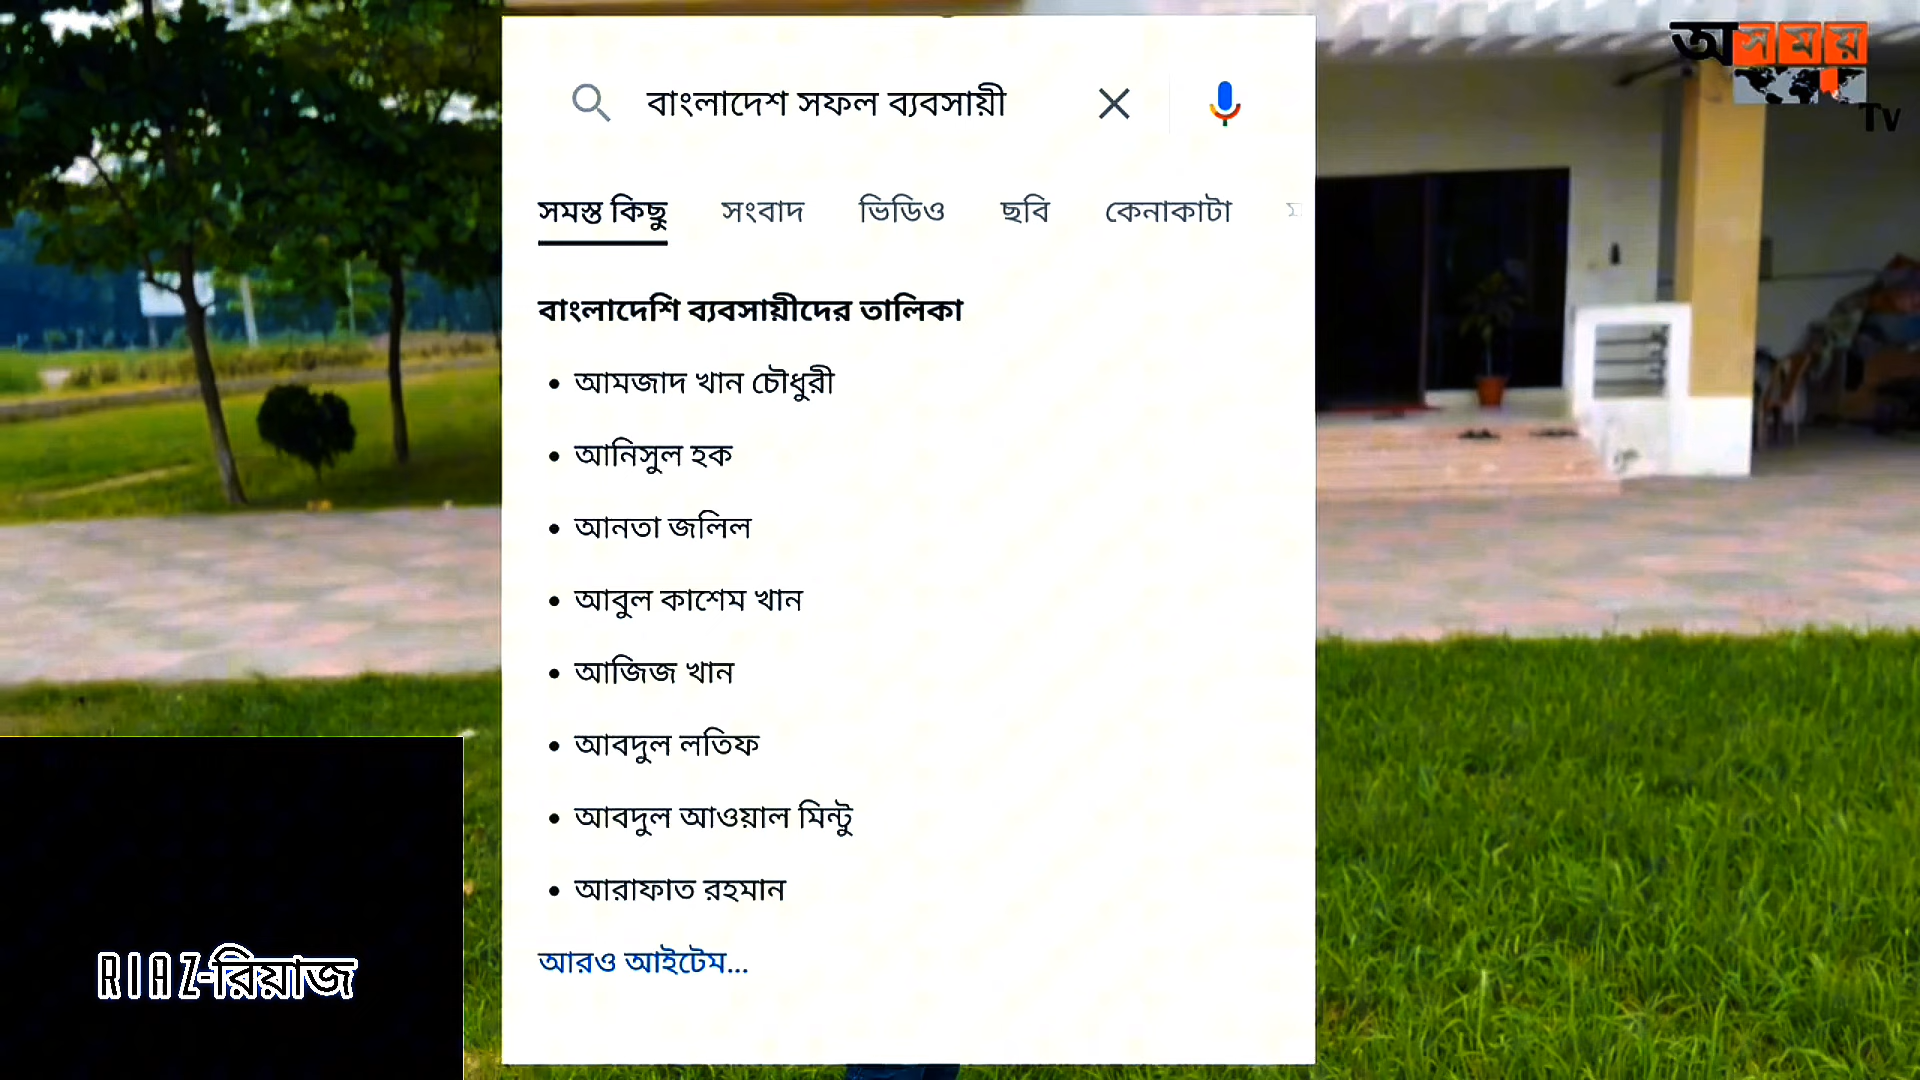 বাংলাদেশ সফল ব্যবসায়ী
সমস্ত কিছু সংবাদ ভিডিও ছবি কেনাকাটা
বাংলাদেশি ব্যবসায়ীদের তালিকা
• আমজাদ খান চৌধুরী
• আনিসুল হক
• আনতা জলিল
• আবুল কাশেম খান
• আজিজ খান
• আবদুল লতিফ
• আবদুল আওয়াল মিন্টু
• আরাফাত রহমান
আরও আইটেম...
অসময়
Tv
RIAZ-রিয়াজ